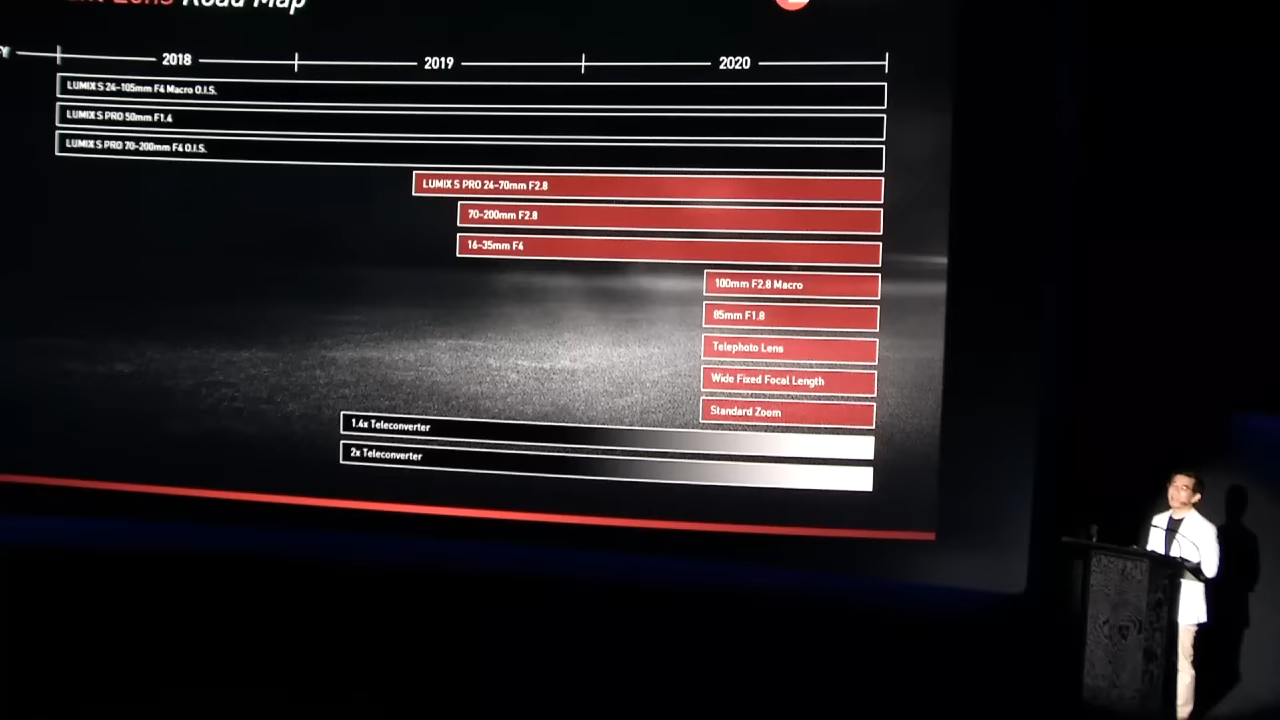 Road Map
2018
2019
2020
LUMIX S 24-105mm F4 Macro O.I.S.
LUMIX S PRO 50mm F1.4
LUMIX S PRO 70-200mm F4 O.I.S.
LUMIX S PRO 24-70mm F2.8
70-200mm F2.8
16-35mm F4
100mm F2.8 Macro
85mm F1.8
Telephoto Lens
Wide Fixed Focal Length
Standard Zoom
1.4x Teleconverter
2x Teleconverter